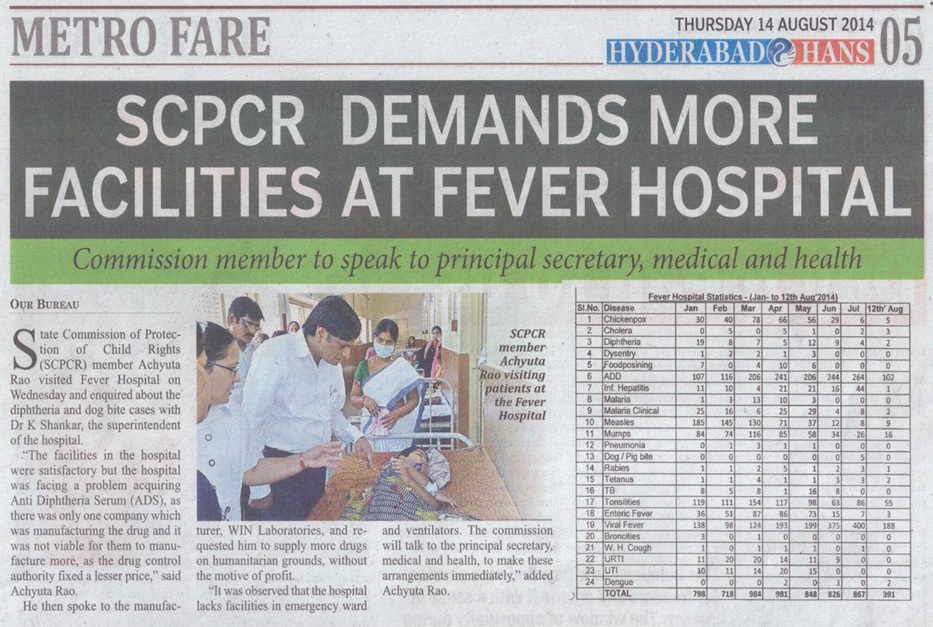 METRO FARE
THURSDAY 14 AUGUST 2014
HYDERABAD HANS 05
SCPCR DEMANDS MORE
FACILITIES AT FEVER HOSPITAL
Commission member to speak to principal secretary, medical and health
OUR BUREAU
State Commission of Protec-
tion of Child Rights
(SCPCR) member Achyuta
Rao visited Fever Hospital on
Wednesday and enquired about the
diphtheria and dog bite cases with
Dr K Shankar, the superintendent
of the hospital.
“The facilities in the hospital
were satisfactory but the hospital
was facing a problem acquiring
Anti Diphtheria Serum (ADS), as
there was only one company which
was manufacturing the drug and it
was not viable for them to manu-
facture more, as the drug control
authority fixed a lesser price,” said
Achyuta Rao.
He then spoke to the manufac-
SCPCR
member
Achyuta
Rao visiting
patients at
the Fever
Hospital
turer, WIN Laboratories, and re-
quested him to supply more drugs
on humanitarian grounds, without
the motive of profit.
“It was observed that the hospital
lacks facilities in emergency ward
and ventilators. The commission
will talk to the principal secretary,
medical and health, to make these
arrangements immediately,” added
Achyuta Rao.
Fever Hospital Statistics - (Jan- to 12th Aug'2014)
Sl.No. Disease Jan Feb Mar Apr May Jun Jul 12th' Aug
1 Chickenpox 30 40 78 66 56 29 6 5
2 Cholera 0 5 0 5 1 0 2 3
3 Diphtheria 19 8 7 5 12 9 4 2
4 Dysentry 1 2 2 1 3 0 0 0
5 Foodposining 7 0 4 10 6 0 0 0
6 ADD 107 116 206 241 206 244 264 102
7 Inf. Hepatitis 11 10 4 21 21 16 44 1
8 Malaria 1 3 13 10 3 0 0 0
9 Malaria Clinical 25 16 6 25 29 4 8 2
10 Measles 185 145 130 71 37 12 8 9
11 Mumps 84 74 116 85 58 34 26 16
12 Pneumonia 0 1 3 1 1 0 0 0
13 Dog / Pig bite 0 0 0 0 0 0 5 0
14 Rabies 1 1 2 5 1 2 3 1
15 Tetanus 1 1 4 1 1 3 3 2
16 TB 8 5 8 1 16 8 0 0
17 Tonsilities 119 111 154 117 98 63 86 55
18 Enteric Fever 36 51 87 86 73 15 7 3
19 Viral Fever 138 98 124 193 199 375 400 188
20 Broncities 3 0 1 0 0 0 0 0
21 W. H. Cough 1 0 1 0 1 0 1 0
22 URTI 11 20 20 14 11 9 0 0
23 UTI 10 11 14 20 15 0 0 0
24 Dengue 0 0 0 2 0 3 0 2
TOTAL 798 718 984 981 848 826 867 391